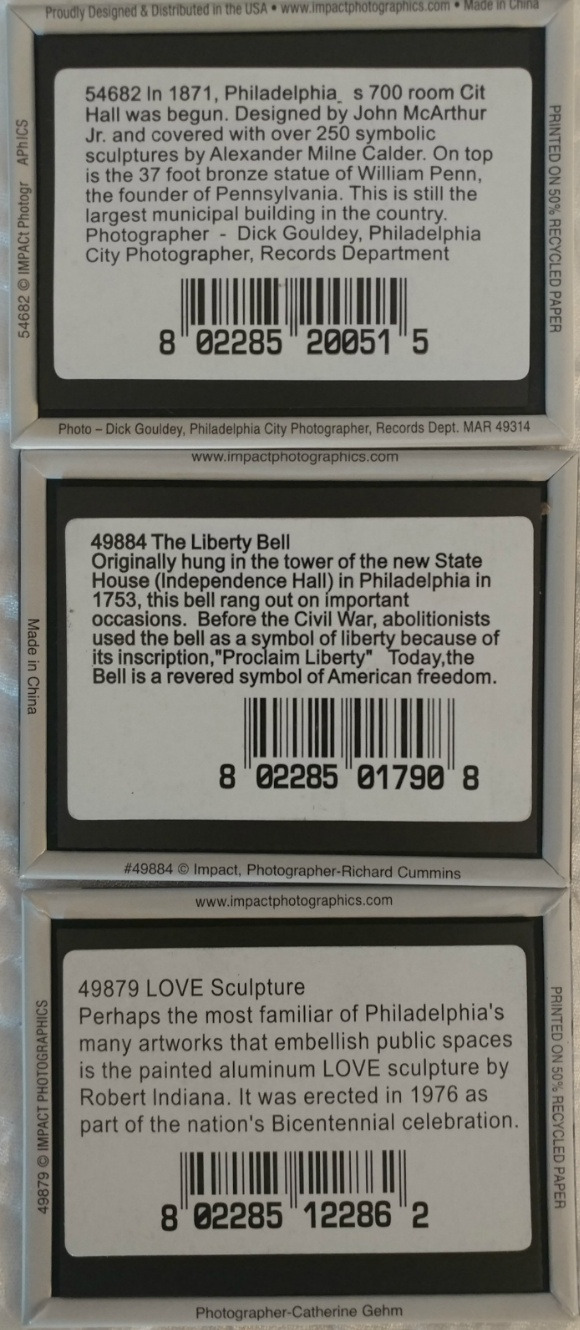 Proudly Designed & Distributed in the USA • www.impactphotographics.com • Made in China
54682 © IMPACt Photogr APhICS
54682 In 1871, Philadelphia_ s 700 room Cit
Hall was begun. Designed by John McArthur
Jr. and covered with over 250 symbolic
sculptures by Alexander Milne Calder. On top
is the 37 foot bronze statue of William Penn,
the founder of Pennsylvania. This is still the
largest municipal building in the country.
Photographer - Dick Gouldey, Philadelphia
City Photographer, Records Department
8 02285 20051 5
PRINTED ON 50% RECYCLED PAPER
Photo – Dick Gouldey, Philadelphia City Photographer, Records Dept. MAR 49314
www.impactphotographics.com
Made in China
49884 The Liberty Bell
Originally hung in the tower of the new State
House (Independence Hall) in Philadelphia in
1753, this bell rang out on important
occasions. Before the Civil War, abolitionists
used the bell as a symbol of liberty because of
its inscription,"Proclaim Liberty" Today,the
Bell is a revered symbol of American freedom.
8 02285 01790 8
#49884 © Impact, Photographer-Richard Cummins
www.impactphotographics.com
49879 © IMPACT PHOTOGRAPHICS
49879 LOVE Sculpture
Perhaps the most familiar of Philadelphia's
many artworks that embellish public spaces
is the painted aluminum LOVE sculpture by
Robert Indiana. It was erected in 1976 as
part of the nation's Bicentennial celebration.
8 02285 12286 2
PRINTED ON 50% RECYCLED PAPER
Photographer-Catherine Gehm